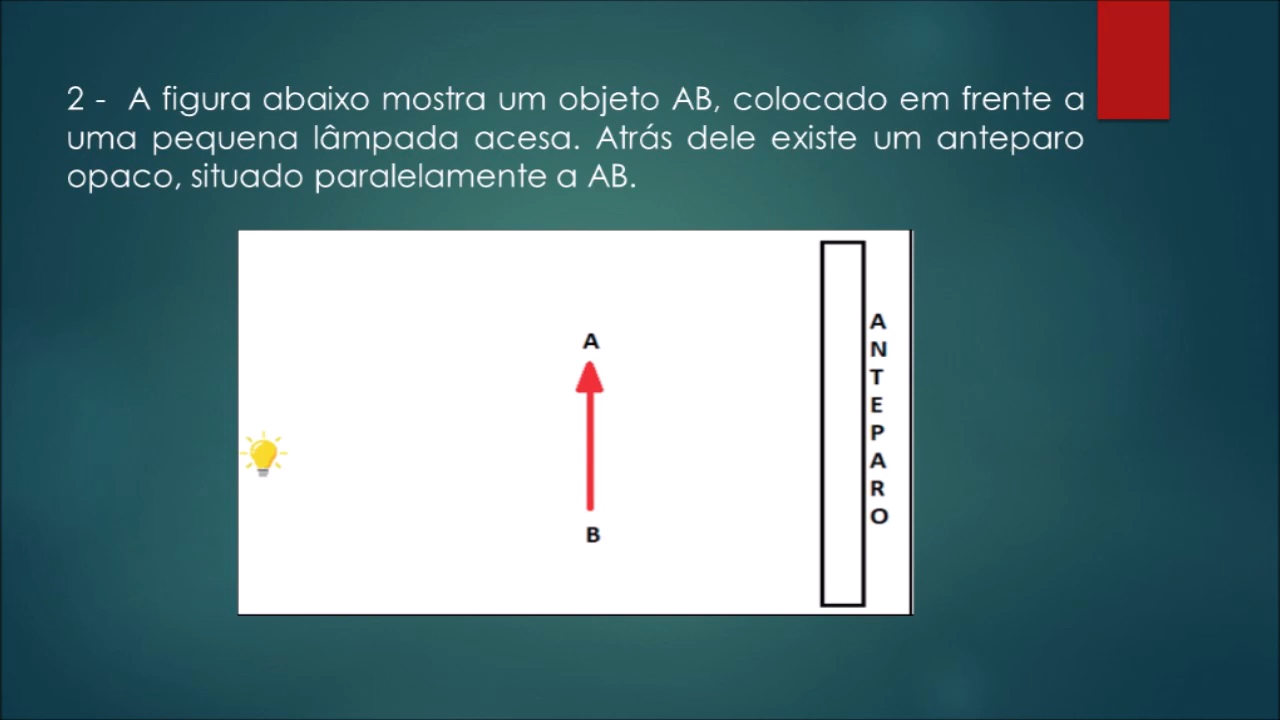 2 - A figura abaixo mostra um objeto AB, colocado em frente a
uma pequena lâmpada acesa. Atrás dele existe um anteparo
opaco, situado paralelamente a AB.
A
B
A
N
T
E
P
A
R
O